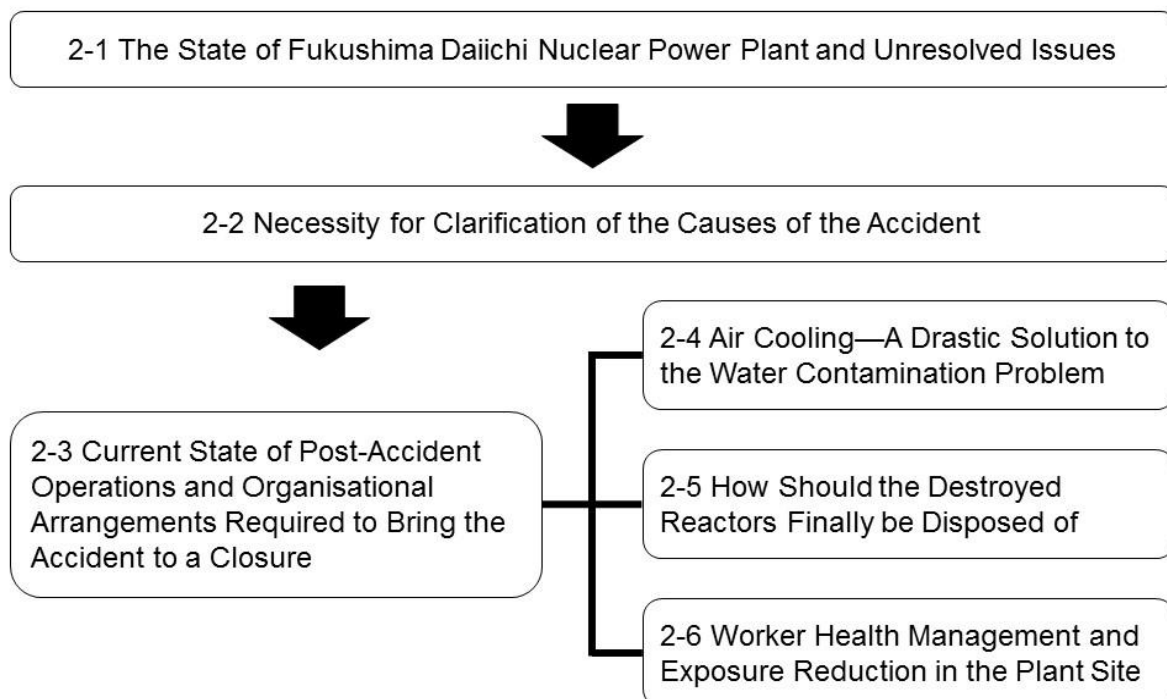 2-1 The State of Fukushima Daiichi Nuclear Power Plant and Unresolved Issues
2-2 Necessity for Clarification of the Causes of the Accident
2-3 Current State of Post-Accident
Operations and Organisational
Arrangements Required to Bring the
Accident to a Closure
2-4 Air Cooling—A Drastic Solution to
the Water Contamination Problem
2-5 How Should the Destroyed
Reactors Finally be Disposed of
2-6 Worker Health Management and
Exposure Reduction in the Plant Site